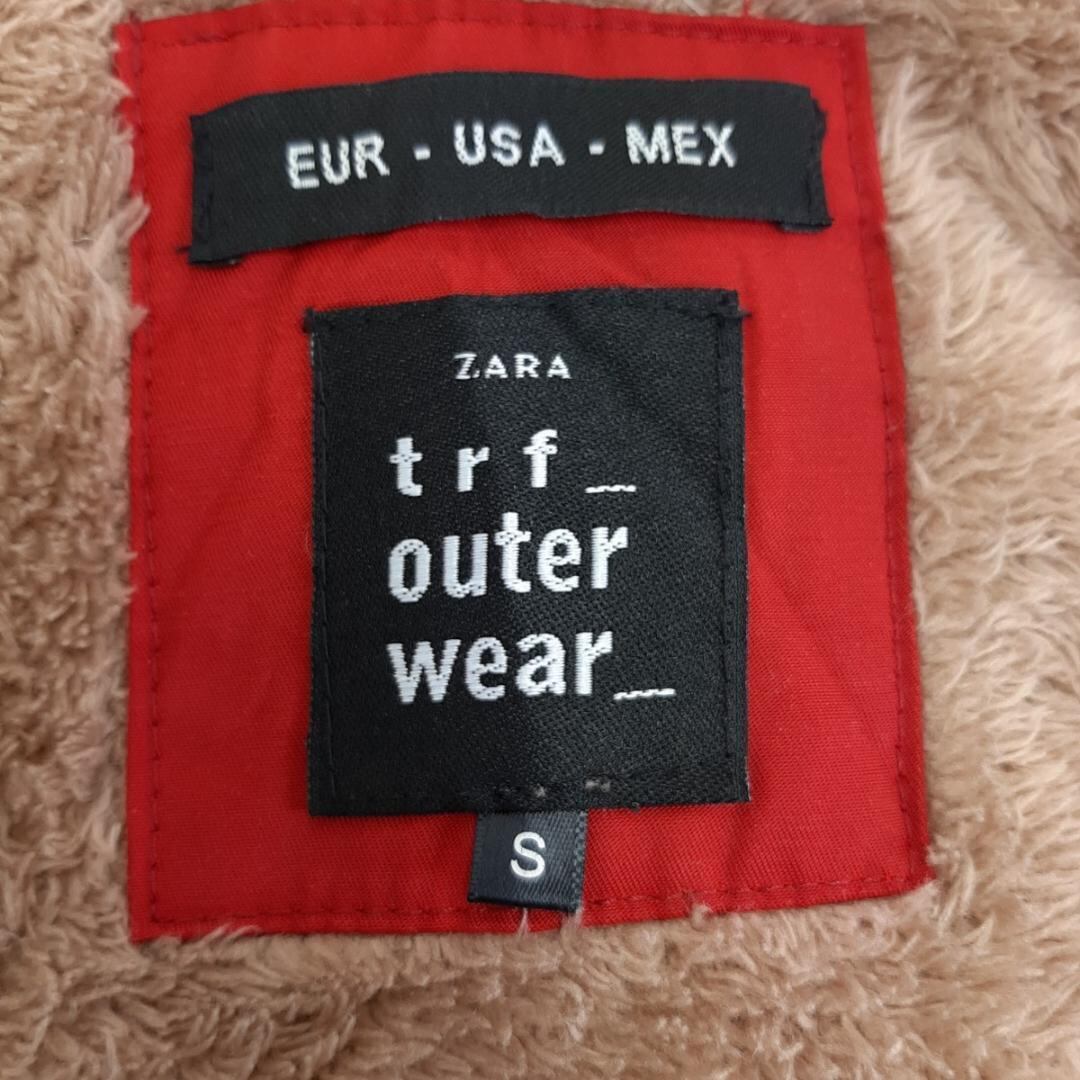 EUR - USA - MEX
ZARA
trf_
outer
wear_
S